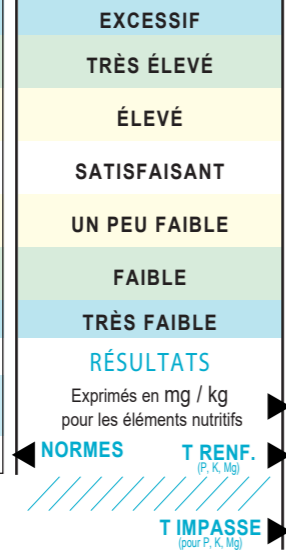 EXCESSIF
TRÈS ÉLEVÉ
ÉLEVÉ
SATISFAISANT
UN PEU FAIBLE
FAIBLE
TRÈS FAIBLE
RÉSULTATS
Exprimés en mg / kg
pour les éléments nutritifs
NORMES T RENF.
(P, K, Mg)
T IMPASSE
(pour P, K, Mg)